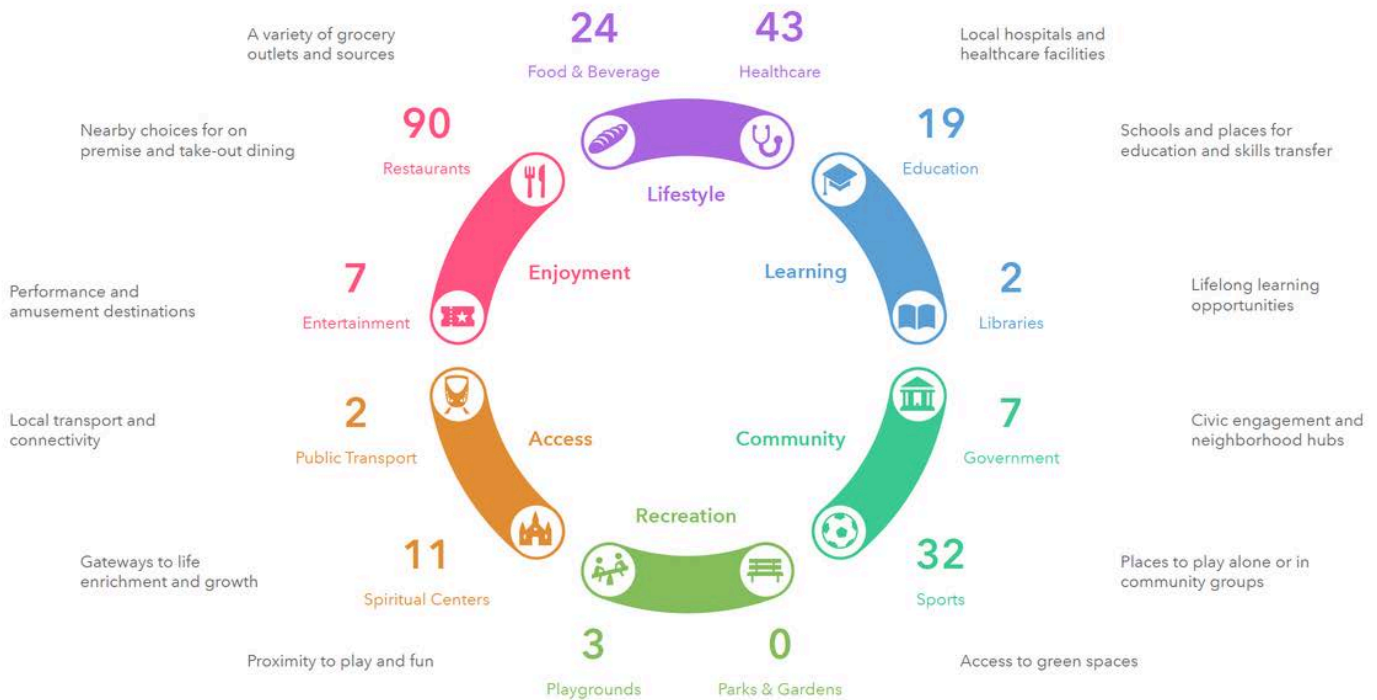 24
43
A variety of grocery
outlets and sources
Food & Beverage
Healthcare
Local hospitals and
healthcare facilities
Nearby choices for on
premise and take-out dining
90
Restaurants
19
Education
Schools and places for
education and skills transfer
Lifestyle
Enjoyment
Learning
Performance and
amusement destinations
7
Entertainment
2
Libraries
Lifelong learning
opportunities
Local transport and
connectivity
2
Public Transport
Access
Community
7
Government
Civic engagement and
neighborhood hubs
Recreation
Gateways to life
enrichment and growth
11
Spiritual Centers
32
Sports
Places to play alone or in
community groups
Proximity to play and fun
3
Playgrounds
0
Parks & Gardens
Access to green spaces